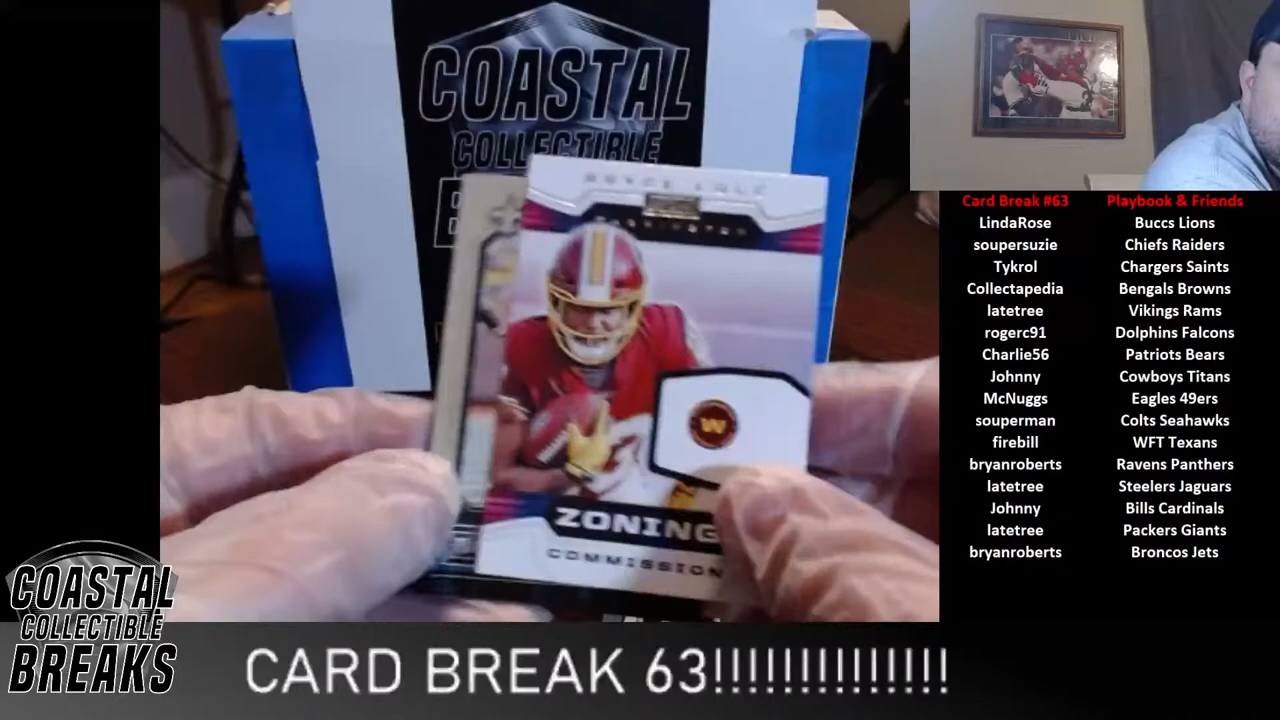 COASTAL
COLLECTIBLE
B
BRYCE LOVE
WASHINGTON
W
ZONING
COMMISSION
Card Break #63 Playbook & Friends
LindaRose Buccs Lions
soupersuzie Chiefs Raiders
Tykrol Chargers Saints
Collectapedia Bengals Browns
latetree Vikings Rams
rogerc91 Dolphins Falcons
Charlie56 Patriots Bears
Johnny Cowboys Titans
McNuggs Eagles 49ers
souperman Colts Seahawks
firebill WFT Texans
bryanroberts Ravens Panthers
latetree Steelers Jaguars
Johnny Bills Cardinals
latetree Packers Giants
bryanroberts Broncos Jets
COASTAL
COLLECTIBLE
BREAKS
CARD BREAK 63!!!!!!!!!!!!!!